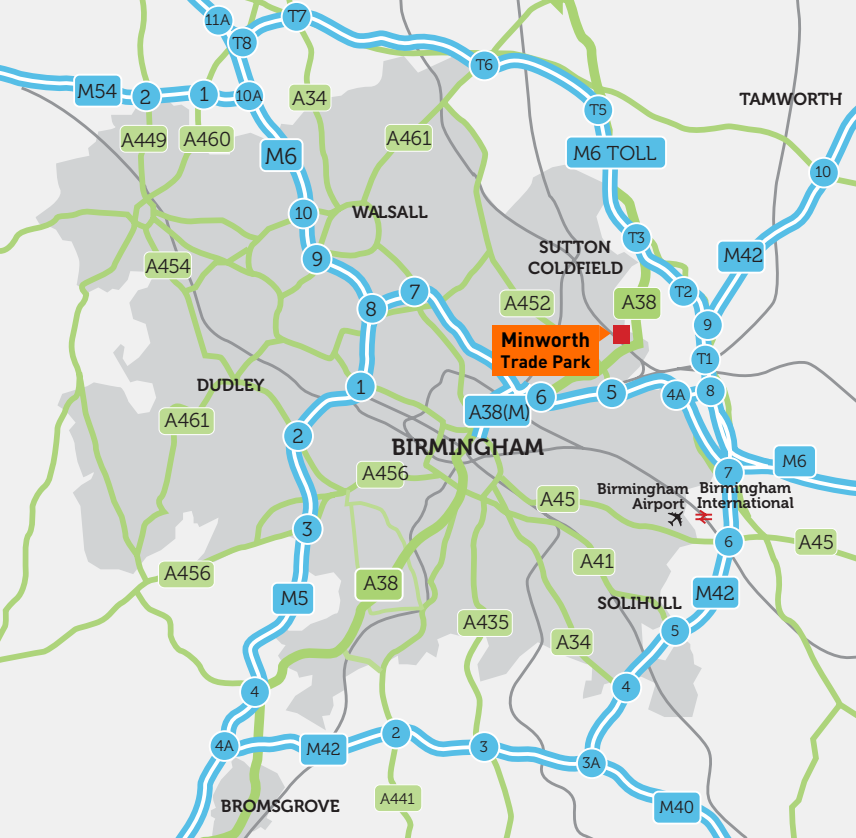 11A
T7
T8
T6
M54
2
1
10A
A34
T5
TAMWORTH
A449
A460
A461
M6
M6 TOLL
10
10
WALSALL
T3
SUTTON
COLDFIELD
M42
9
A454
T2
7
8
A452
A38
9
Minworth
Trade Park
T1
DUDLEY
1
6
5
4A
8
A38(M)
A461
2
BIRMINGHAM
A456
7
M6
Birmingham
Airport
Birmingham
International
A45
3
6
A45
A456
A41
A38
M5
M42
SOLIHULL
A435
5
A34
4
4
4A
M42
2
3
3A
A441
BROMSGROVE
M40